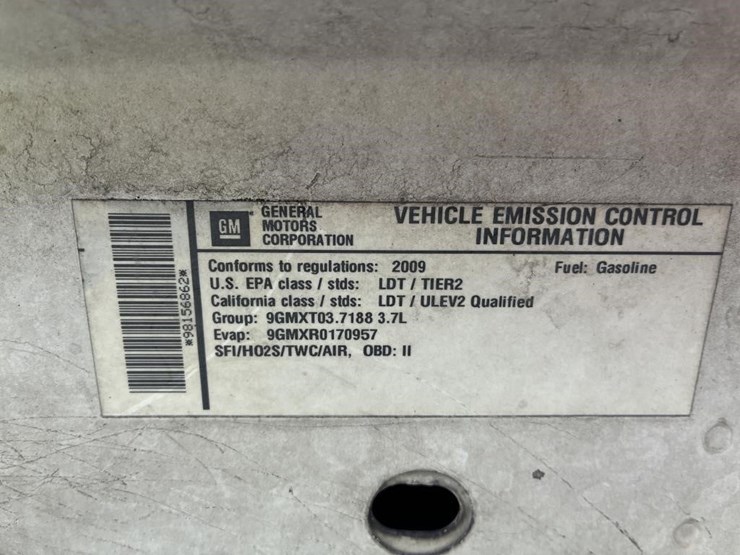 GM
GENERAL
MOTORS
CORPORATION
VEHICLE EMISSION CONTROL
INFORMATION
Conforms to regulations: 2009
Fuel: Gasoline
U.S. EPA class / stds: LDT / TIER2
California class / stds: LDT / ULEV2 Qualified
Group: 9GMXT03.7188 3.7L
Evap: 9GMXR0170957
SFI/HO2S/TWC/AIR, OBD: II
*98156862*